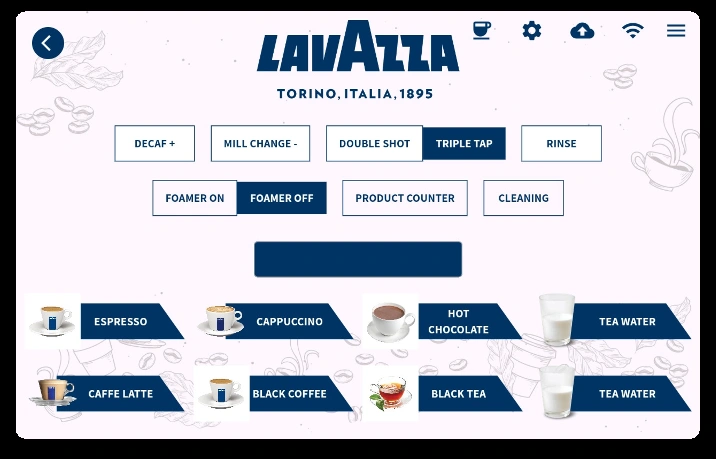 LAVAZZA
TORINO, ITALIA, 1895
DECAF +
MILL CHANGE -
DOUBLE SHOT
TRIPLE TAP
RINSE
FOAMER ON
FOAMER OFF
PRODUCT COUNTER
CLEANING
ESPRESSO
CAPPUCCINO
HOT
CHOCOLATE
TEA WATER
CAFFE LATTE
BLACK COFFEE
BLACK TEA
TEA WATER